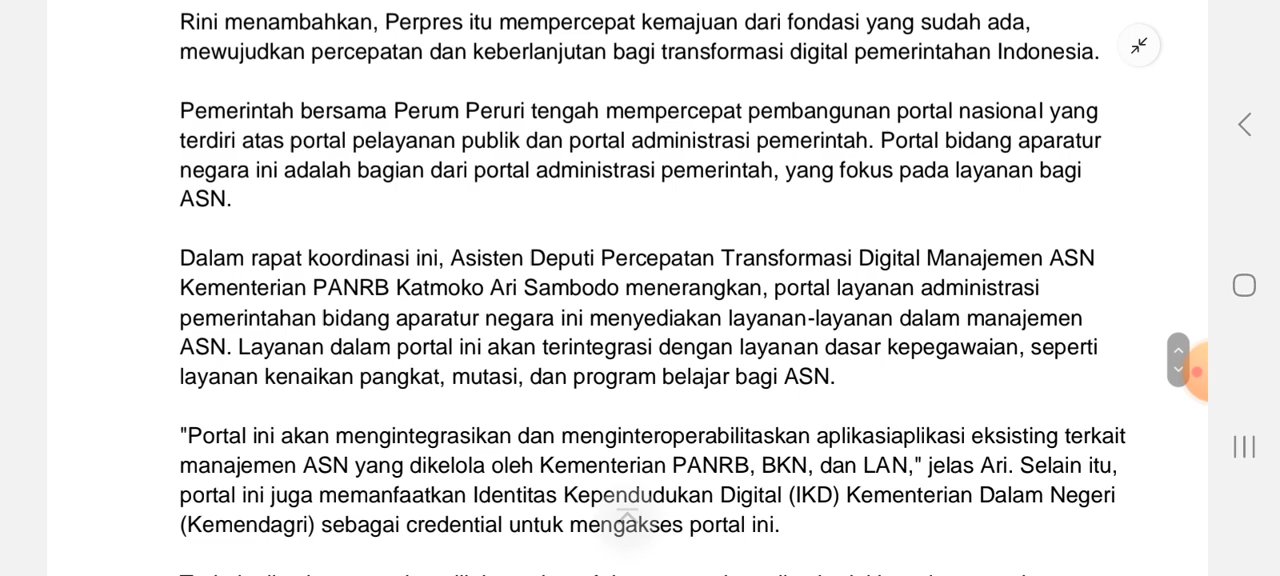 Rini menambahkan, Perpres itu mempercepat kemajuan dari fondasi yang sudah ada,
mewujudkan percepatan dan keberlanjutan bagi transformasi digital pemerintahan Indonesia.
Pemerintah bersama Perum Peruri tengah mempercepat pembangunan portal nasional yang
terdiri atas portal pelayanan publik dan portal administrasi pemerintah. Portal bidang aparatur
negara ini adalah bagian dari portal administrasi pemerintah, yang fokus pada layanan bagi
ASN.
Dalam rapat koordinasi ini, Asisten Deputi Percepatan Transformasi Digital Manajemen ASN
Kementerian PANRB Katmoko Ari Sambodo menerangkan, portal layanan administrasi
pemerintahan bidang aparatur negara ini menyediakan layanan-layanan dalam manajemen
ASN. Layanan dalam portal ini akan terintegrasi dengan layanan dasar kepegawaian, seperti
layanan kenaikan pangkat, mutasi, dan program belajar bagi ASN.
"Portal ini akan mengintegrasikan dan menginteroperabilitaskan aplikasiaplikasi eksisting terkait
manajemen ASN yang dikelola oleh Kementerian PANRB, BKN, dan LAN," jelas Ari. Selain itu,
portal ini juga memanfaatkan Identitas Kependudukan Digital (IKD) Kementerian Dalam Negeri
(Kemendagri) sebagai credential untuk mengakses portal ini.